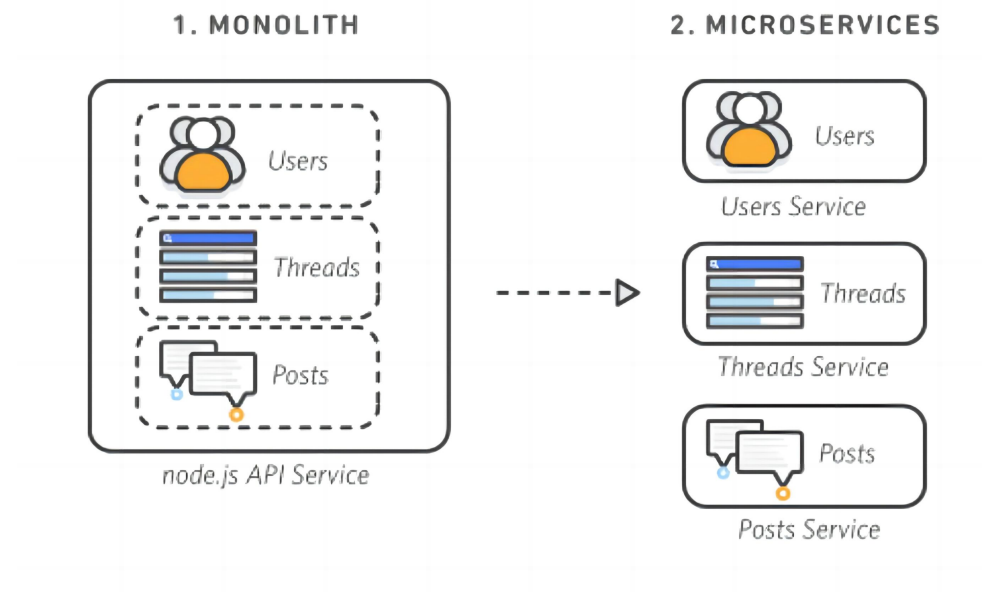 1. MONOLITH
Users
Threads
Posts
node.js API Service
2. MICROSERVICES
Users
Users Service
Threads
Threads Service
Posts
Posts Service